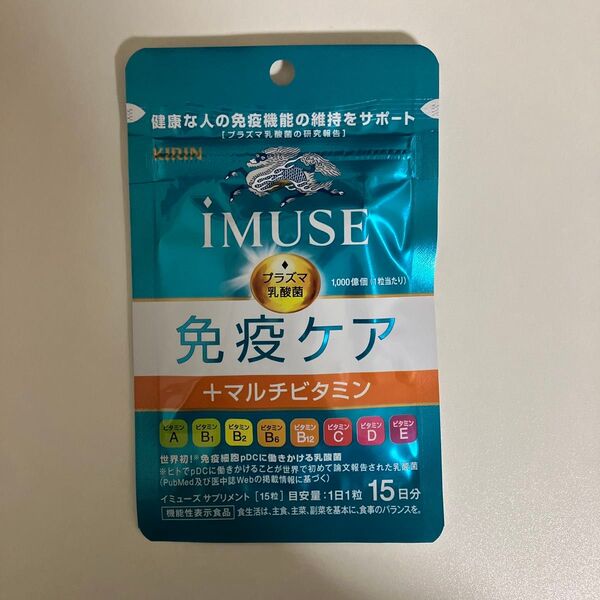 健康な人の免疫機能の維持をサポート
[プラズマ乳酸菌の研究報告]
KIRIN
iMUSE
プラズマ
乳酸菌
1,000億個(1粒当たり)
免疫ケア
+マルチビタミン
ビタミン A ビタミン B1 ビタミン B2 ビタミン B6 ビタミン B12 ビタミン C ビタミン D ビタミン E
世界初!※免疫細胞pDCに働きかける乳酸菌
※ヒトでpDCに働きかけることが世界で初めて論文報告された乳酸菌
(PubMed及び医中誌Webの掲載情報に基づく)
イミューズ サプリメント [15粒] 目安量:1日1粒 15日分
機能性表示食品 食生活は、主食、主菜、副菜を基本に、食事のバランスを。